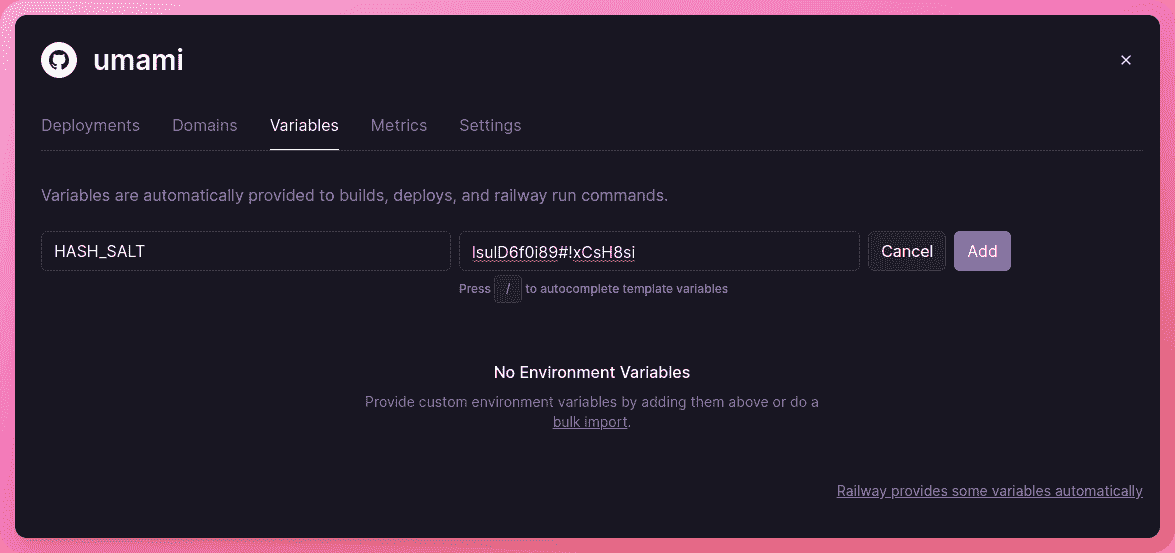 umami
Deployments Domains Variables Metrics Settings
Variables are automatically provided to builds, deploys, and railway run commands.
HASH_SALT lsulD6f0i89#!xCsH8si Cancel Add
Press / to autocomplete template variables
No Environment Variables
Provide custom environment variables by adding them above or do a
bulk import.
Railway provides some variables automatically